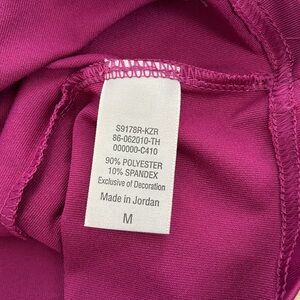 S9178R-KZR
86-062010-TH
000000-C410
90% POLYESTER
10% SPANDEX
Exclusive of Decoration
Made in Jordan
M